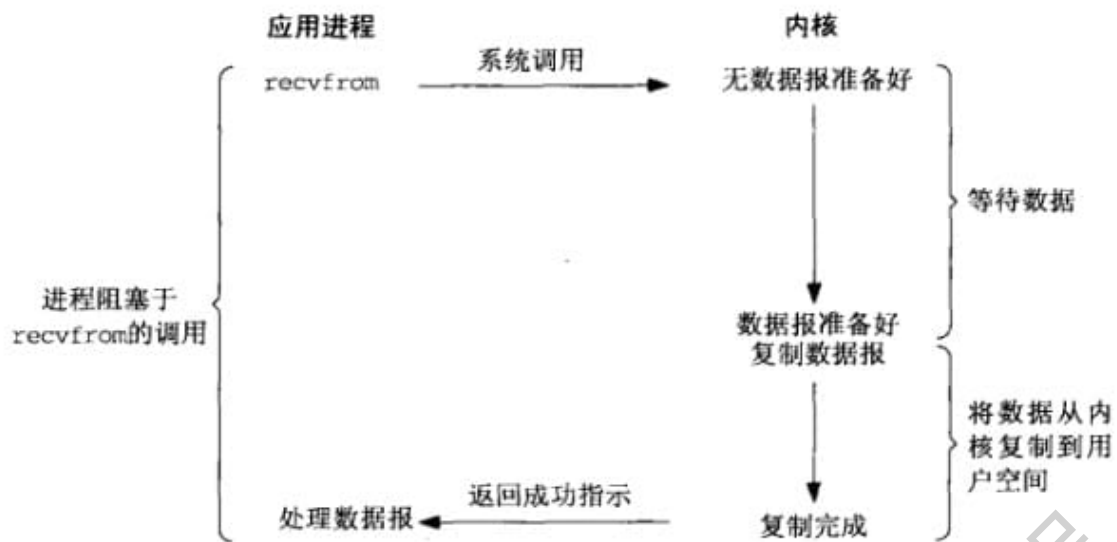 应用进程
内核
recvfrom
系统调用
无数据报准备好
等待数据
进程阻塞于
recvfrom的调用
数据报准备好
复制数据报
将数据从内
核复制到用
户空间
处理数据报
返回成功指示
复制完成